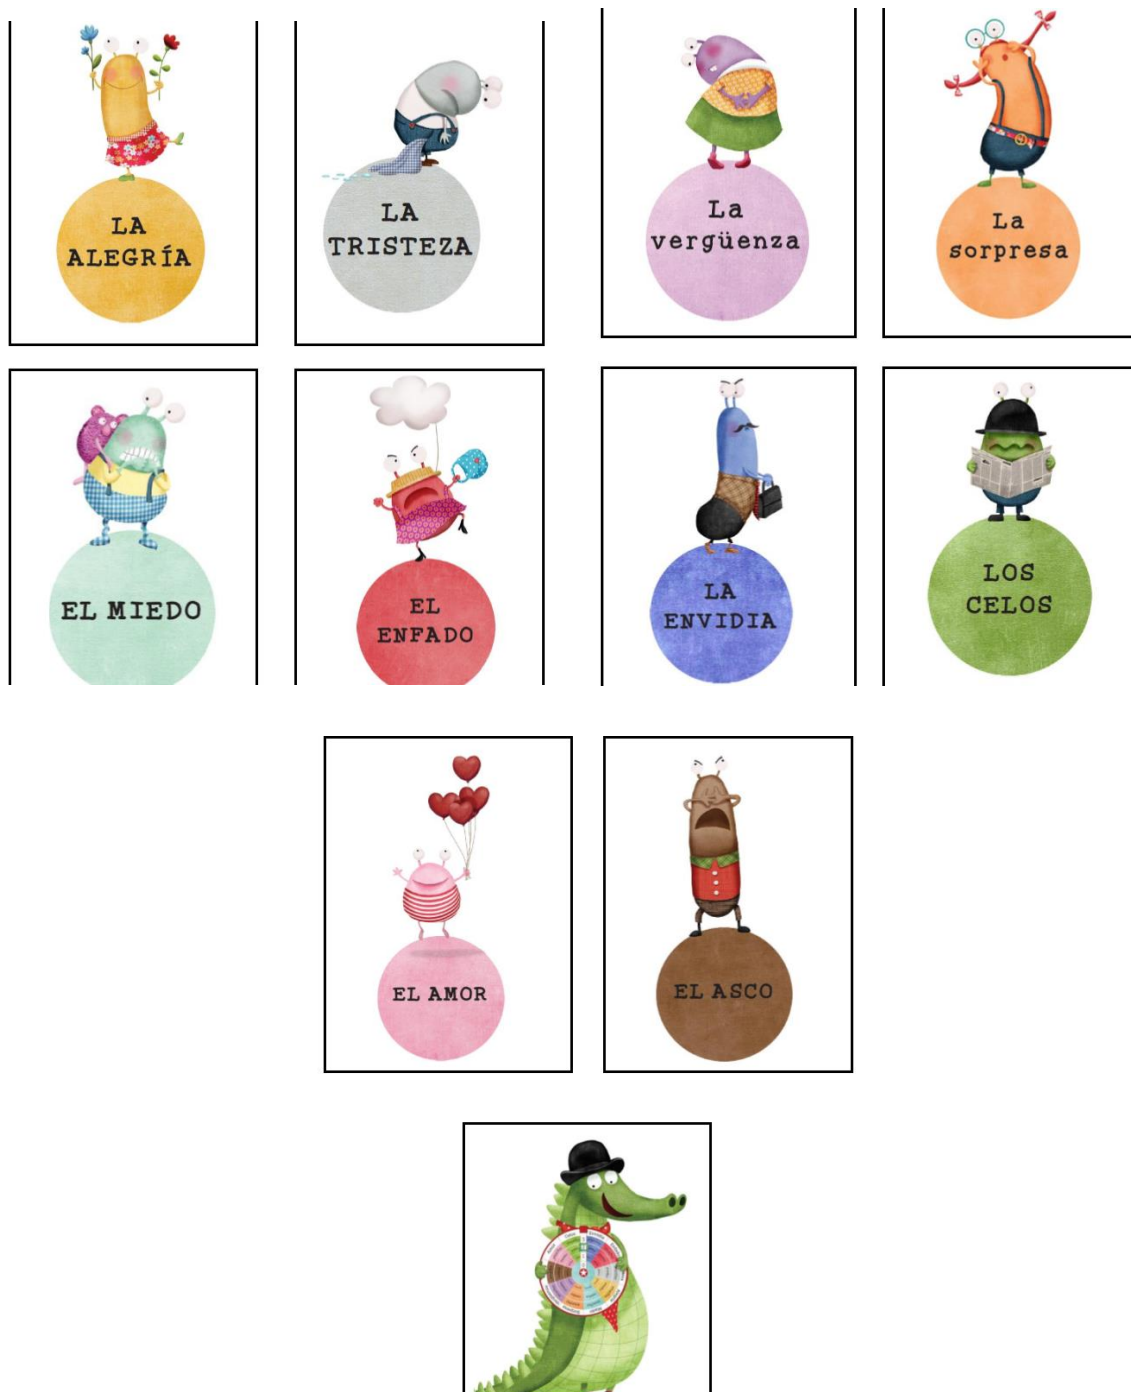 LA
ALEGRÍA
LA
TRISTEZA
La
vergüenza
La
sorpresa
EL MIEDO
EL
ENFADO
LA
ENVIDIA
LOS
CELOS
EL AMOR
EL ASCO